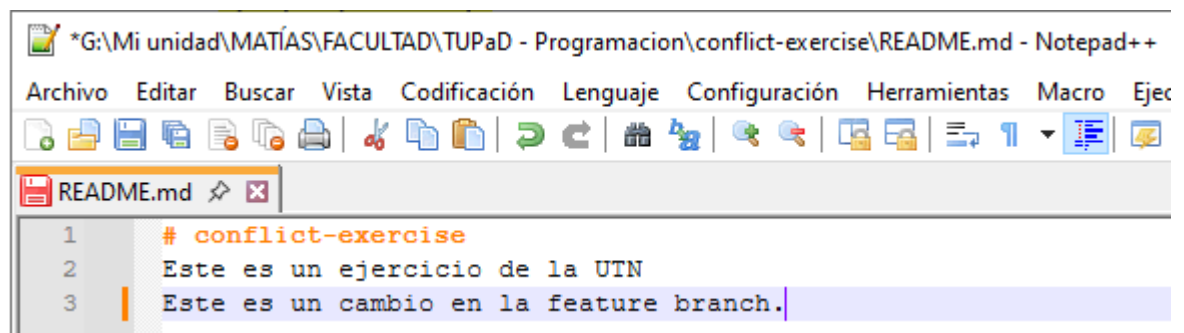 *G:\Mi unidad\MATÍAS\FACULTAD\TUPaD - Programacion\conflict-exercise\README.md - Notepad++
Archivo Editar Buscar Vista Codificación Lenguaje Configuración Herramientas Macro Ejec
README.md
1 # conflict-exercise
2 Este es un ejercicio de la UTN
3 Este es un cambio en la feature branch.